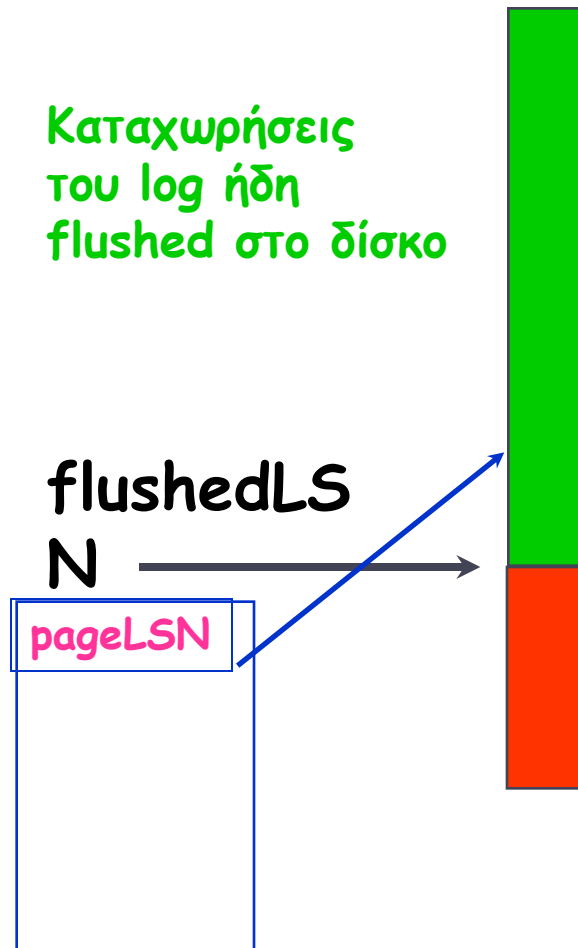 Καταχωρήσεις
του log ήδη
flushed στο δίσκο
flushedLS
N
pageLSN